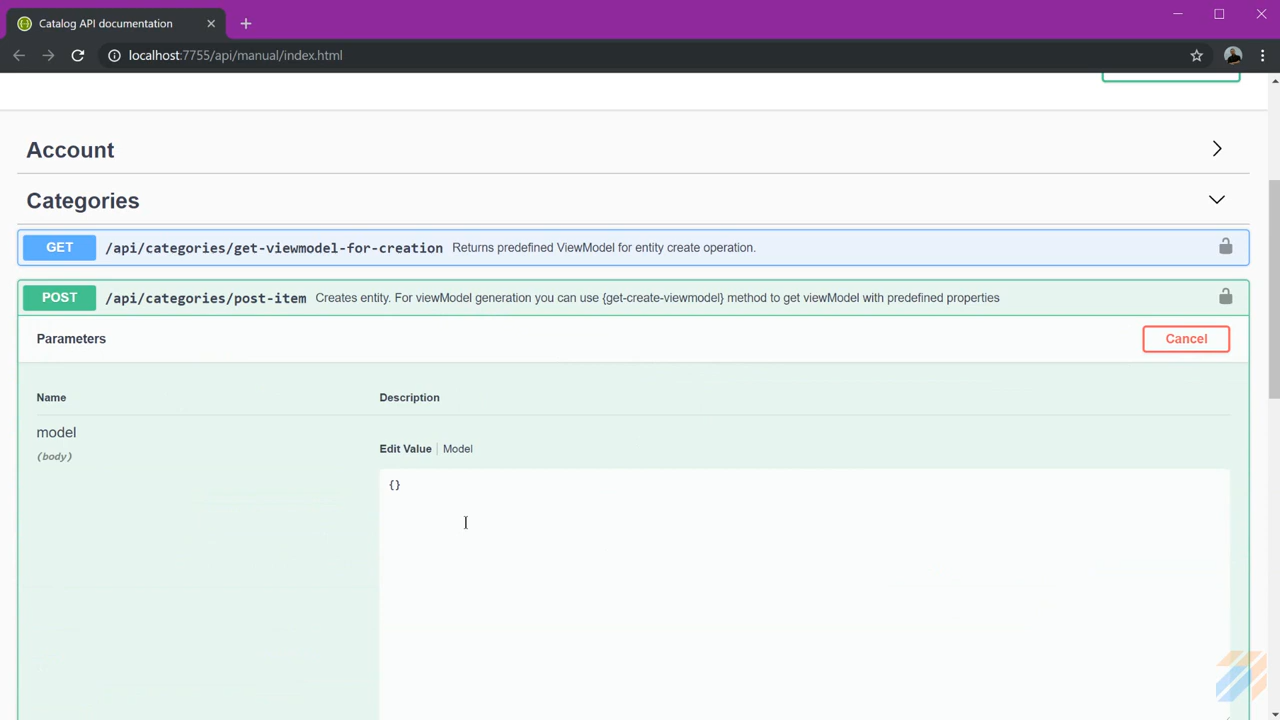 Catalog API documentation
localhost:7755/api/manual/index.html
Account
Categories
GET /api/categories/get-viewmodel-for-creation Returns predefined ViewModel for entity create operation.
POST /api/categories/post-item Creates entity. For viewModel generation you can use {get-create-viewmodel} method to get viewModel with predefined properties
Parameters Cancel
Name Description
model
(body)
Edit Value Model
{}